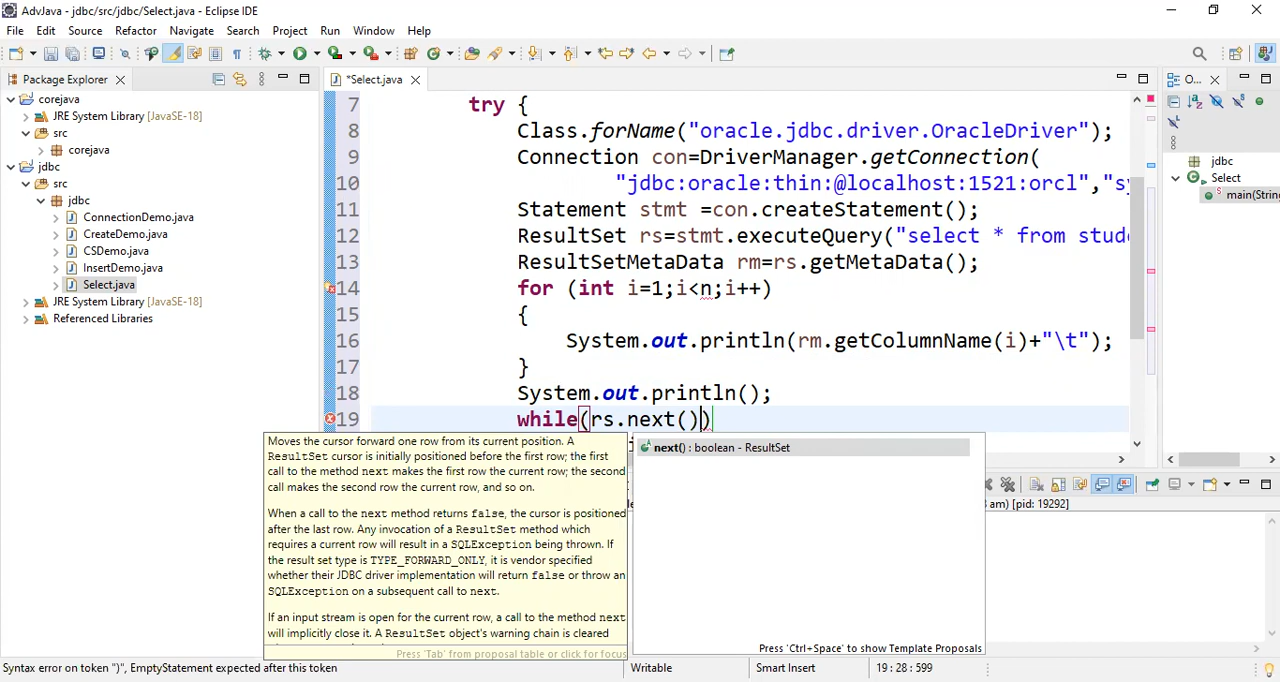 AdvJava - jdbc/src/jdbc/Select.java - Eclipse IDE
File Edit Source Refactor Navigate Search Project Run Window Help
Package Explorer
corejava
JRE System Library [JavaSE-18]
src
corejava
jdbc
src
jdbc
ConnectionDemo.java
CreateDemo.java
CSDemo.java
InsertDemo.java
Select.java
JRE System Library [JavaSE-18]
Referenced Libraries
*Select.java
7 try {
8 Class.forName("oracle.jdbc.driver.OracleDriver");
9 Connection con=DriverManager.getConnection(
10 "jdbc:oracle:thin:@localhost:1521:orcl","sy
11 Statement stmt =con.createStatement();
12 ResultSet rs=stmt.executeQuery("select * from stude
13 ResultSetMetaData rm=rs.getMetaData();
14 for (int i=1;i<n;i++)
15 {
16 System.out.println(rm.getColumnName(i)+"\t");
17 }
18 System.out.println();
19 while(rs.next())
Moves the cursor forward one row from its current position. A
ResultSet cursor is initially positioned before the first row; the first
call to the method next makes the first row the current row; the second
call makes the second row the current row, and so on.
When a call to the next method returns false, the cursor is positioned
after the last row. Any invocation of a ResultSet method which
requires a current row will result in a SQLException being thrown. If
the result set type is TYPE_FORWARD_ONLY, it is vendor specified
whether their JDBC driver implementation will return false or throw an
SQLException on a subsequent call to next.
If an input stream is open for the current row, a call to the method next
will implicitly close it. A ResultSet object's warning chain is cleared
Press 'Tab' from proposal table or click for focus
next() : boolean - ResultSet
Press 'Ctrl+Space' to show Template Proposals
am) [pid: 19292]
O...
jdbc
Select
main(String
Syntax error on token ")", EmptyStatement expected after this token
Writable
Smart Insert
19 : 28 : 599